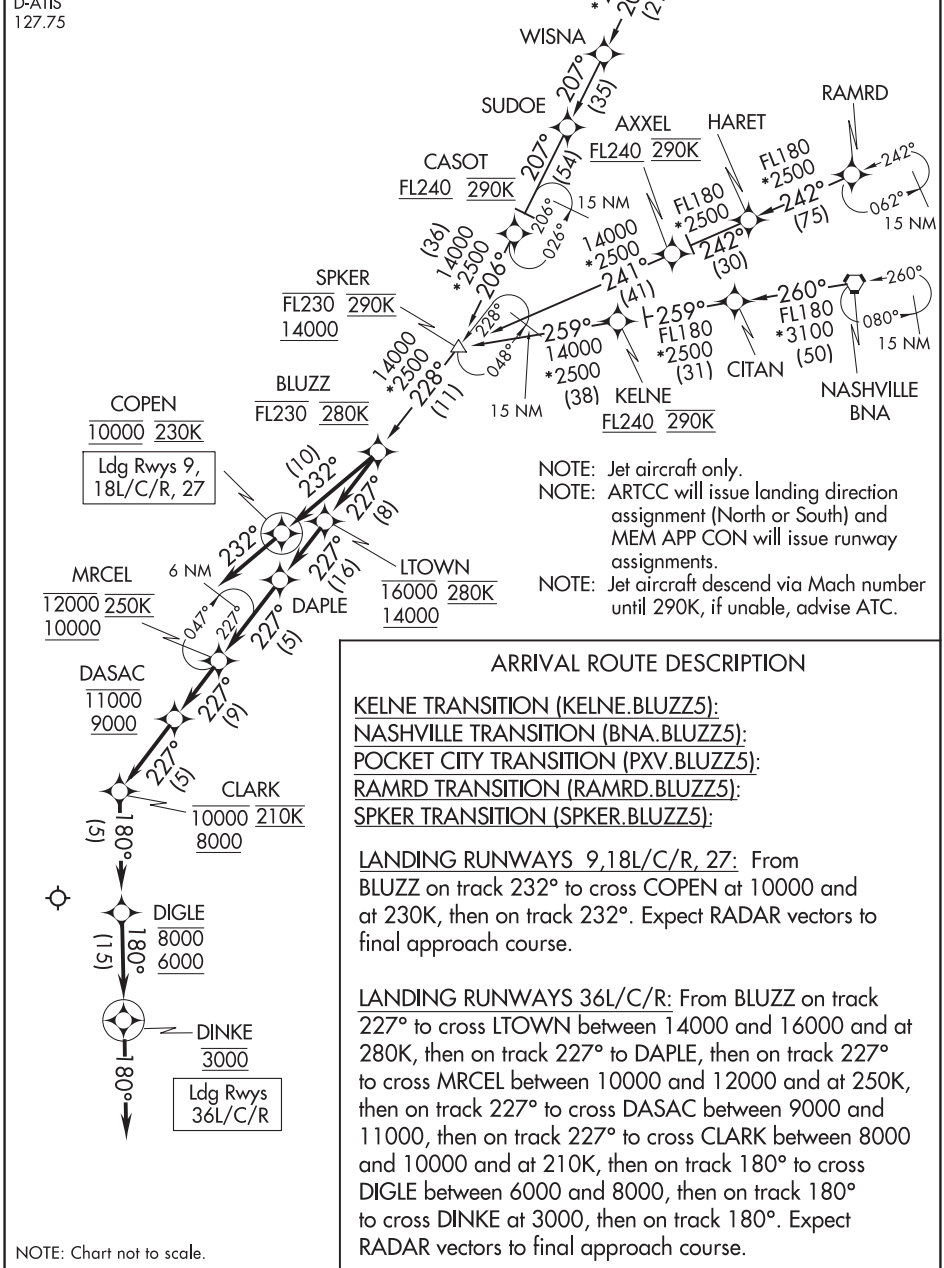 D-ATIS
127.75
WISNA
207°
(35)
SUDOE
207°
(54)
CASOT
FL240 290K
206°
026°
15 NM
AXXEL
FL240 290K
HARET
RAMRD
FL180
*2500
242°
(75)
242°
062°
15 NM
FL180
*2500
242°
(30)
14000
*2500
241°
(41)
(36)
14000
*2500
206°
SPKER
FL230 290K
14000
228°
048°
15 NM
259°
14000
*2500
(38)
KELNE
FL240 290K
259°
FL180
*2500
(31)
CITAN
260°
FL180
*3100
(50)
260°
080°
15 NM
NASHVILLE
BNA
14000
*2500
228°
(11)
BLUZZ
FL230 280K
COPEN
10000 230K
Ldg Rwys 9,
18L/C/R, 27
(10)
232°
232°
227°
(8)
LTOWN
16000 280K
14000
227°
(16)
DAPLE
MRCEL
12000 250K
10000
6 NM
047°
227°
227°
(5)
DASAC
11000
9000
227°
(9)
227°
(5)
CLARK
10000 210K
8000
180°
(5)
DIGLE
8000
6000
180°
(15)
DINKE
3000
Ldg Rwys
36L/C/R
180°
NOTE: Jet aircraft only.
NOTE: ARTCC will issue landing direction
assignment (North or South) and
MEM APP CON will issue runway
assignments.
NOTE: Jet aircraft descend via Mach number
until 290K, if unable, advise ATC.
ARRIVAL ROUTE DESCRIPTION
KELNE TRANSITION (KELNE.BLUZZ5):
NASHVILLE TRANSITION (BNA.BLUZZ5):
POCKET CITY TRANSITION (PXV.BLUZZ5):
RAMRD TRANSITION (RAMRD.BLUZZ5):
SPKER TRANSITION (SPKER.BLUZZ5):
LANDING RUNWAYS 9,18L/C/R, 27: From
BLUZZ on track 232° to cross COPEN at 10000 and
at 230K, then on track 232°. Expect RADAR vectors to
final approach course.
LANDING RUNWAYS 36L/C/R: From BLUZZ on track
227° to cross LTOWN between 14000 and 16000 and at
280K, then on track 227° to DAPLE, then on track 227°
to cross MRCEL between 10000 and 12000 and at 250K,
then on track 227° to cross DASAC between 9000 and
11000, then on track 227° to cross CLARK between 8000
and 10000 and at 210K, then on track 180° to cross
DIGLE between 6000 and 8000, then on track 180°
to cross DINKE at 3000, then on track 180°. Expect
RADAR vectors to final approach course.
NOTE: Chart not to scale.